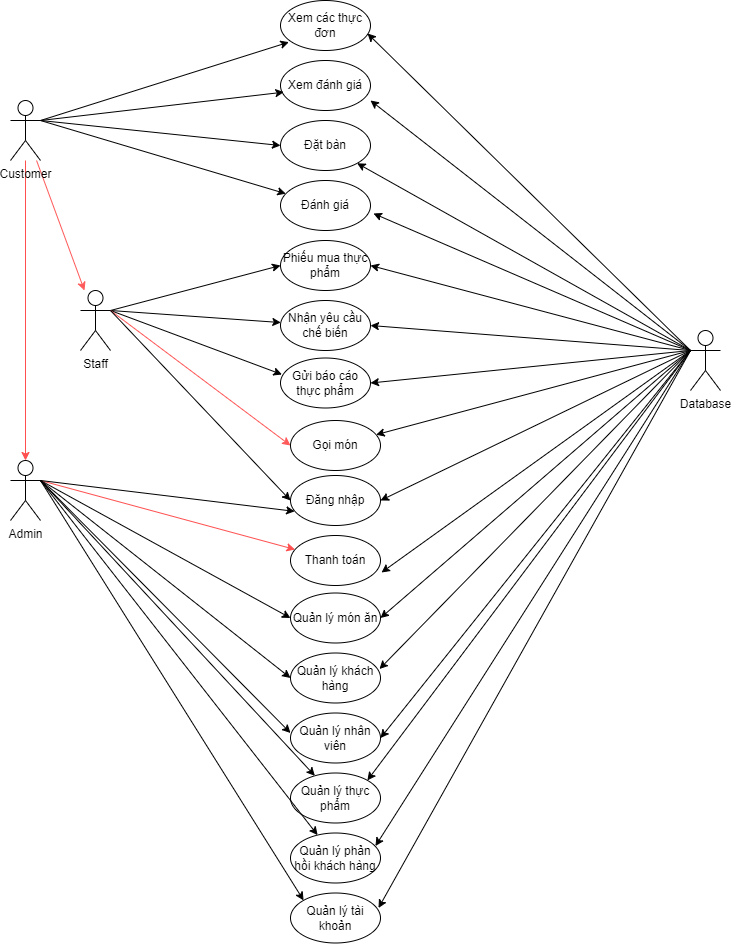 Xem các thực
đơn
Xem đánh giá
Đặt bàn
Customer
Đánh giá
Phiếu mua thực
phẩm
Nhận yêu cầu
chế biến
Staff
Gửi báo cáo
thực phẩm
Database
Gọi món
Đăng nhập
Admin
Thanh toán
Quản lý món ăn
Quản lý khách
hàng
Quản lý nhân
viên
Quản lý thực
phẩm
Quản lý phản
hồi khách hàng
Quản lý tài
khoản